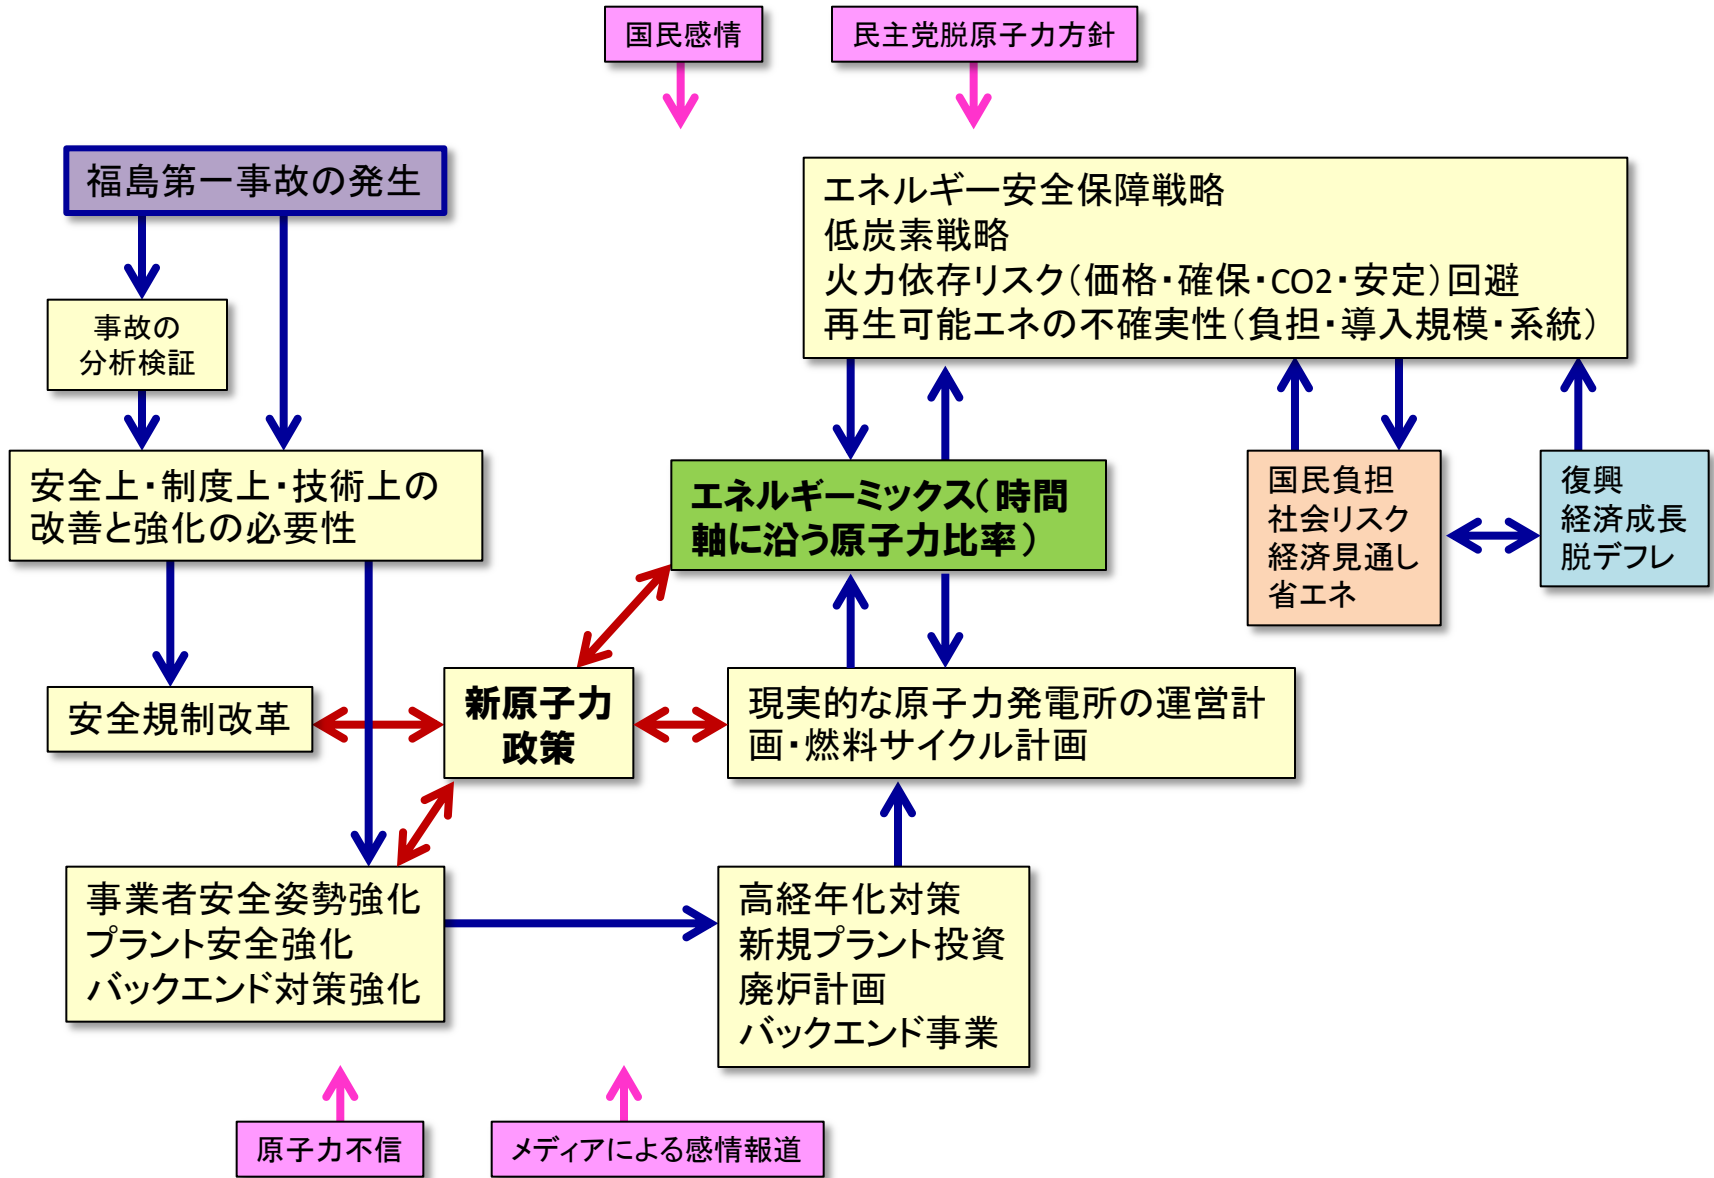 国民感情
民主党脱原子力方針
福島第一事故の発生
エネルギー安全保障戦略
低炭素戦略
火力依存リスク（価格・確保・CO2・安定）回避
再生可能エネの不確実性（負担・導入規模・系統）
事故の
分析検証
安全上・制度上・技術上の
改善と強化の必要性
エネルギーミックス（時間
軸に沿う原子力比率）
国民負担
社会リスク
経済見通し
省エネ
復興
経済成長
脱デフレ
安全規制改革
新原子力
政策
現実的な原子力発電所の運営計
画・燃料サイクル計画
事業者安全姿勢強化
プラント安全強化
バックエンド対策強化
高経年化対策
新規プラント投資
廃炉計画
バックエンド事業
原子力不信
メディアによる感情報道